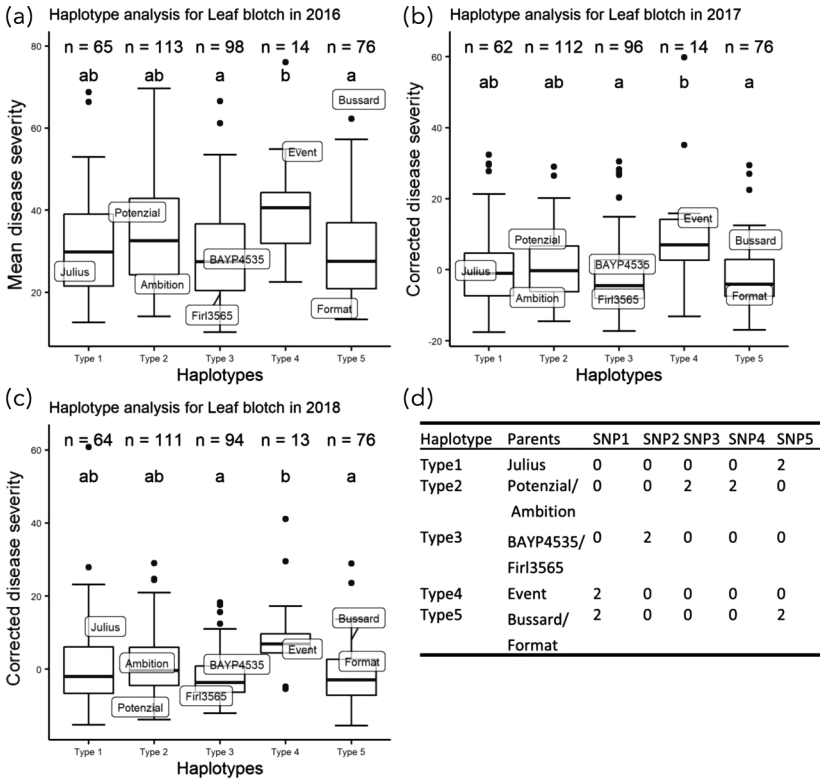 (a)
Haplotype analysis for Leaf blotch in 2016
n = 65 n = 113 n = 98 n = 14 n = 76
ab ab a b a
80
60
40
20
Mean disease severity
Bussard
Event
Potenzial
BAYP4535
Julius
Ambition
Firl3565
Format
Type 1 Type 2 Type 3 Type 4 Type 5
Haplotypes
(b)
Haplotype analysis for Leaf blotch in 2017
n = 62 n = 112 n = 96 n = 14 n = 76
ab ab a b a
60
40
20
0
-20
Corrected disease severity
Event
Potenzial
Bussard
Julius
BAYP4535
Ambition
Firl3565
Format
Type 1 Type 2 Type 3 Type 4 Type 5
Haplotypes
(c)
Haplotype analysis for Leaf blotch in 2018
n = 64 n = 111 n = 94 n = 13 n = 76
ab ab a b a
60
40
20
0
Corrected disease severity
Julius
Bussard
Event
Ambition
BAYP4535
Format
Firl3565
Potenzial
Type 1 Type 2 Type 3 Type 4 Type 5
Haplotypes
(d)
Haplotype Parents SNP1 SNP2 SNP3 SNP4 SNP5
Type1 Julius 0 0 0 0 2
Type2 Potenzial/ 0 0 2 2 0
Ambition
Type3 BAYP4535/ 0 2 0 0 0
Firl3565
Type4 Event 2 0 0 0 0
Type5 Bussard/ 2 0 0 0 2
Format